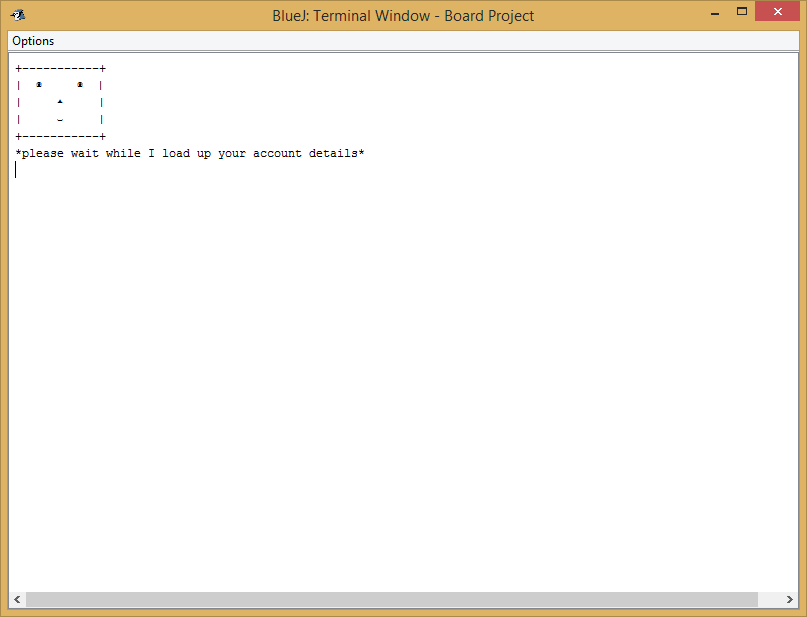 BlueJ: Terminal Window - Board Project
Options
+-----------+
|           |
|     ▴     |
|     ⌣     |
+-----------+
*please wait while I load up your account details*